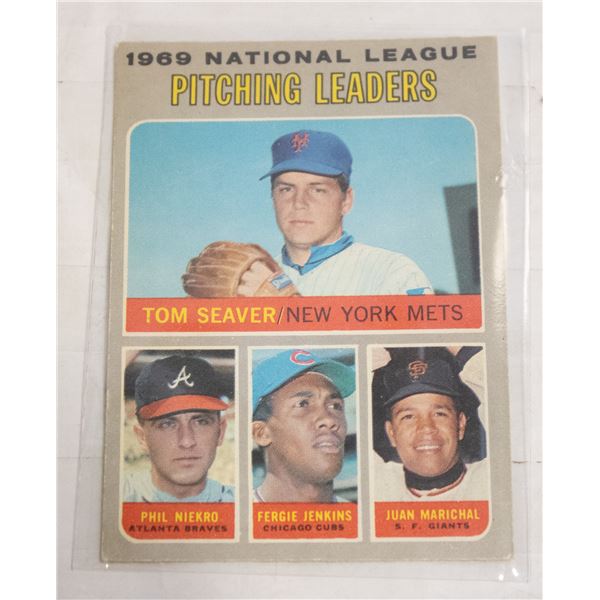 1969 NATIONAL LEAGUE
PITCHING LEADERS
TOM SEAVER/NEW YORK METS
PHIL NIEKRO
ATLANTA BRAVES
FERGIE JENKINS
CHICAGO CUBS
JUAN MARICHAL
S. F. GIANTS